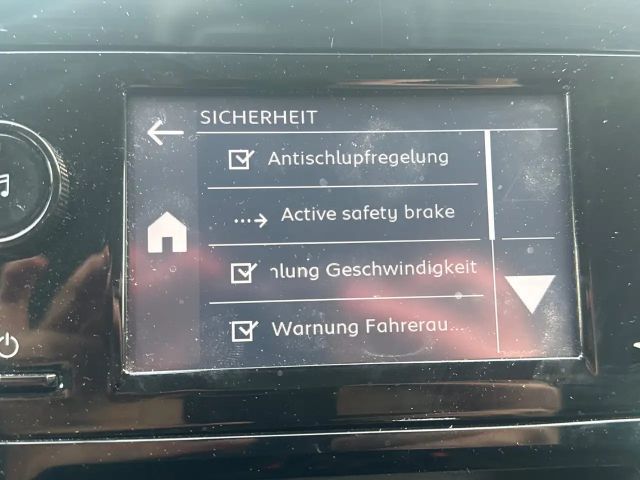 SICHERHEIT
Antischlupfregelung
Active safety brake
nlung Geschwindigkeit
Warnung Fahrerau...